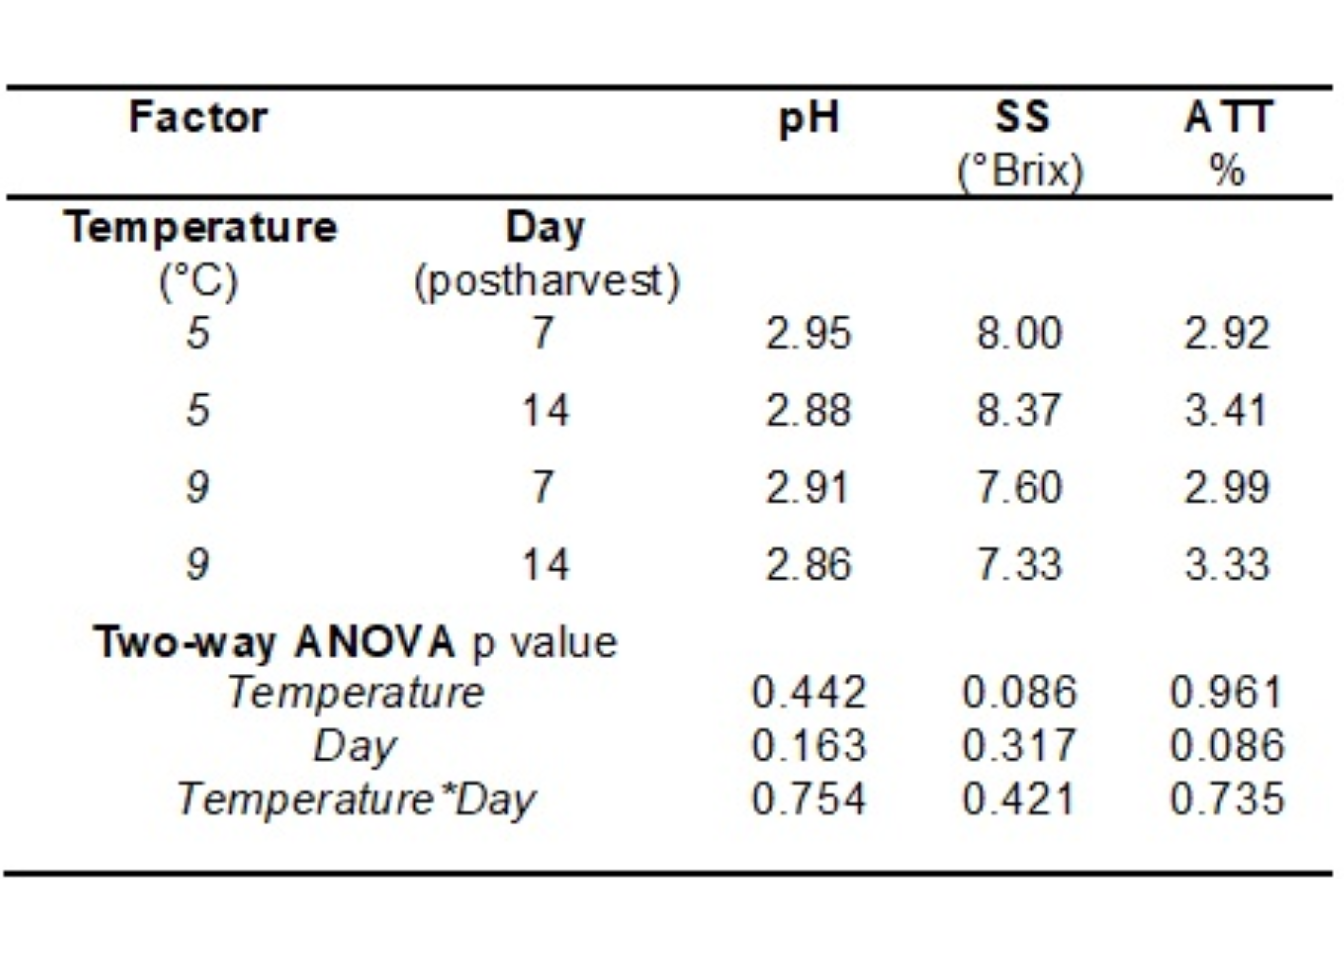 Factor pH SS ATT
(°Brix) %
Temperature Day
(°C) (postharvest)
5 7 2.95 8.00 2.92
5 14 2.88 8.37 3.41
9 7 2.91 7.60 2.99
9 14 2.86 7.33 3.33
Two-way ANOVA p value
Temperature 0.442 0.086 0.961
Day 0.163 0.317 0.086
Temperature*Day 0.754 0.421 0.735